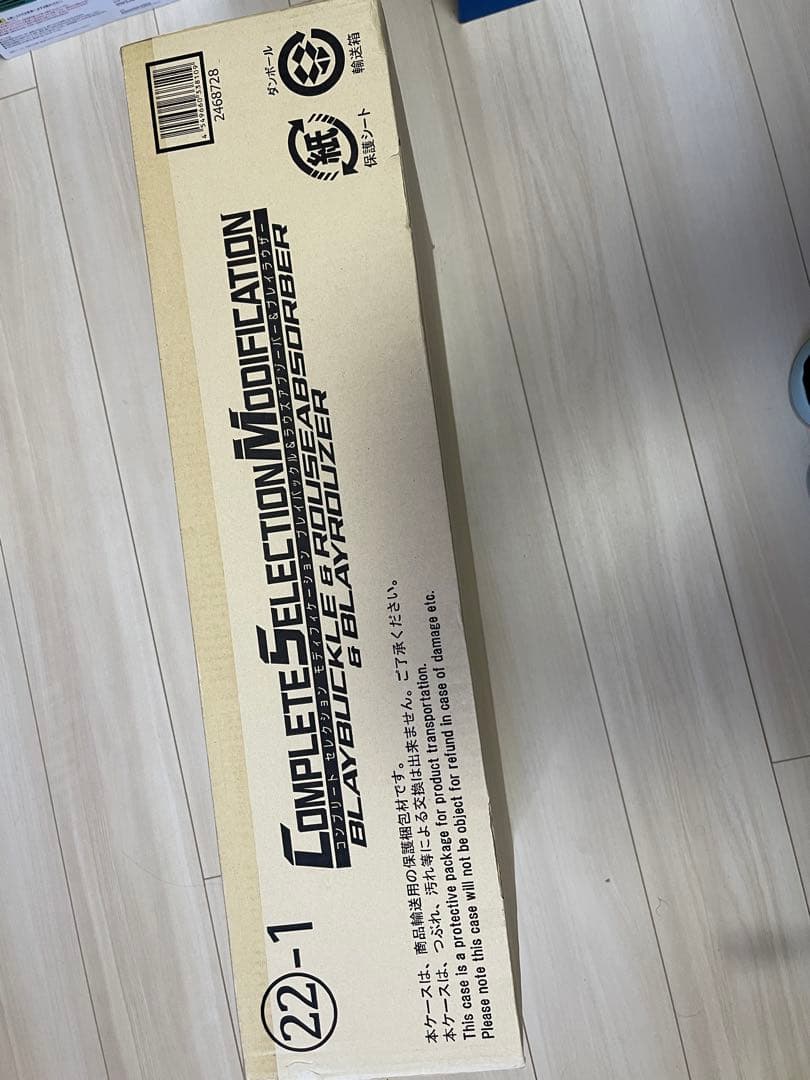 22-1
COMPLETE SELECTION MODIFICATION
コンプリート セレクション モディフィケーション ブレイバックル&ラウズアブゾーバー&ブレイラウザー
BLAYBUCKLE & ROUSEABSORBER
& BLAYROUZER
本ケースは、商品輸送用の保護梱包材です。
本ケースは、つぶれ、汚れ等による交換は出来ません。ご了承ください。
This case is a protective package for product transportation.
Please note this case will not be object for refund in case of damage etc.
4 549660 538109
2468728
ダンボール
輸送箱
紙
保護シート